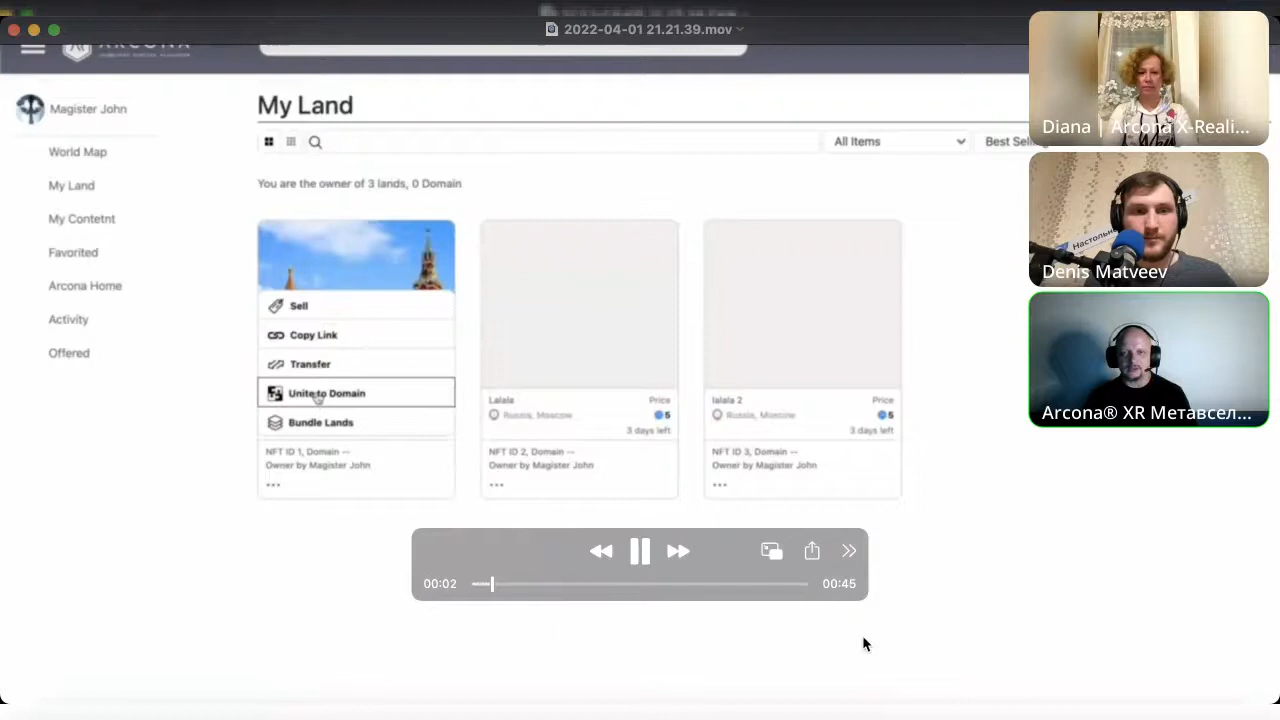 2022-04-01 21.21.39.mov
ARCONA
Magister John
World Map
My Land
My Contetnt
Favorited
Arcona Home
Activity
Offered
My Land
All Items
Best Sell
You are the owner of 3 lands, 0 Domain
Sell
Copy Link
Transfer
Unite to Domain
Bundle Lands
NFT ID 1, Domain --
Owner by Magister John
...
Lalala Price
Russia, Moscow 5
3 days left
NFT ID 2, Domain --
Owner by Magister John
...
lalala 2 Price
Russia, Moscow 5
3 days left
NFT ID 3, Domain --
Owner by Magister John
...
00:02
00:45
Diana | Arcona X-Reali...
Настольн
Denis Matveev
Arcona® XR Метавсел...